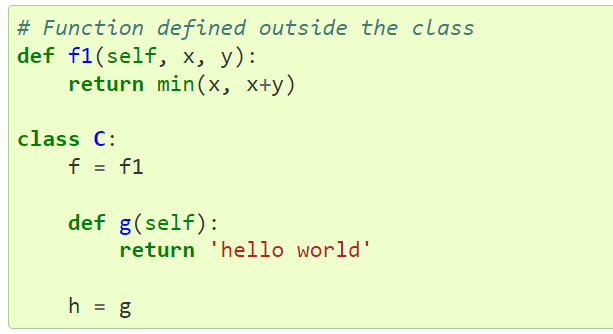 # Function defined outside the class
def f1(self, x, y):
    return min(x, x+y)

class C:
    f = f1

    def g(self):
        return 'hello world'

    h = g